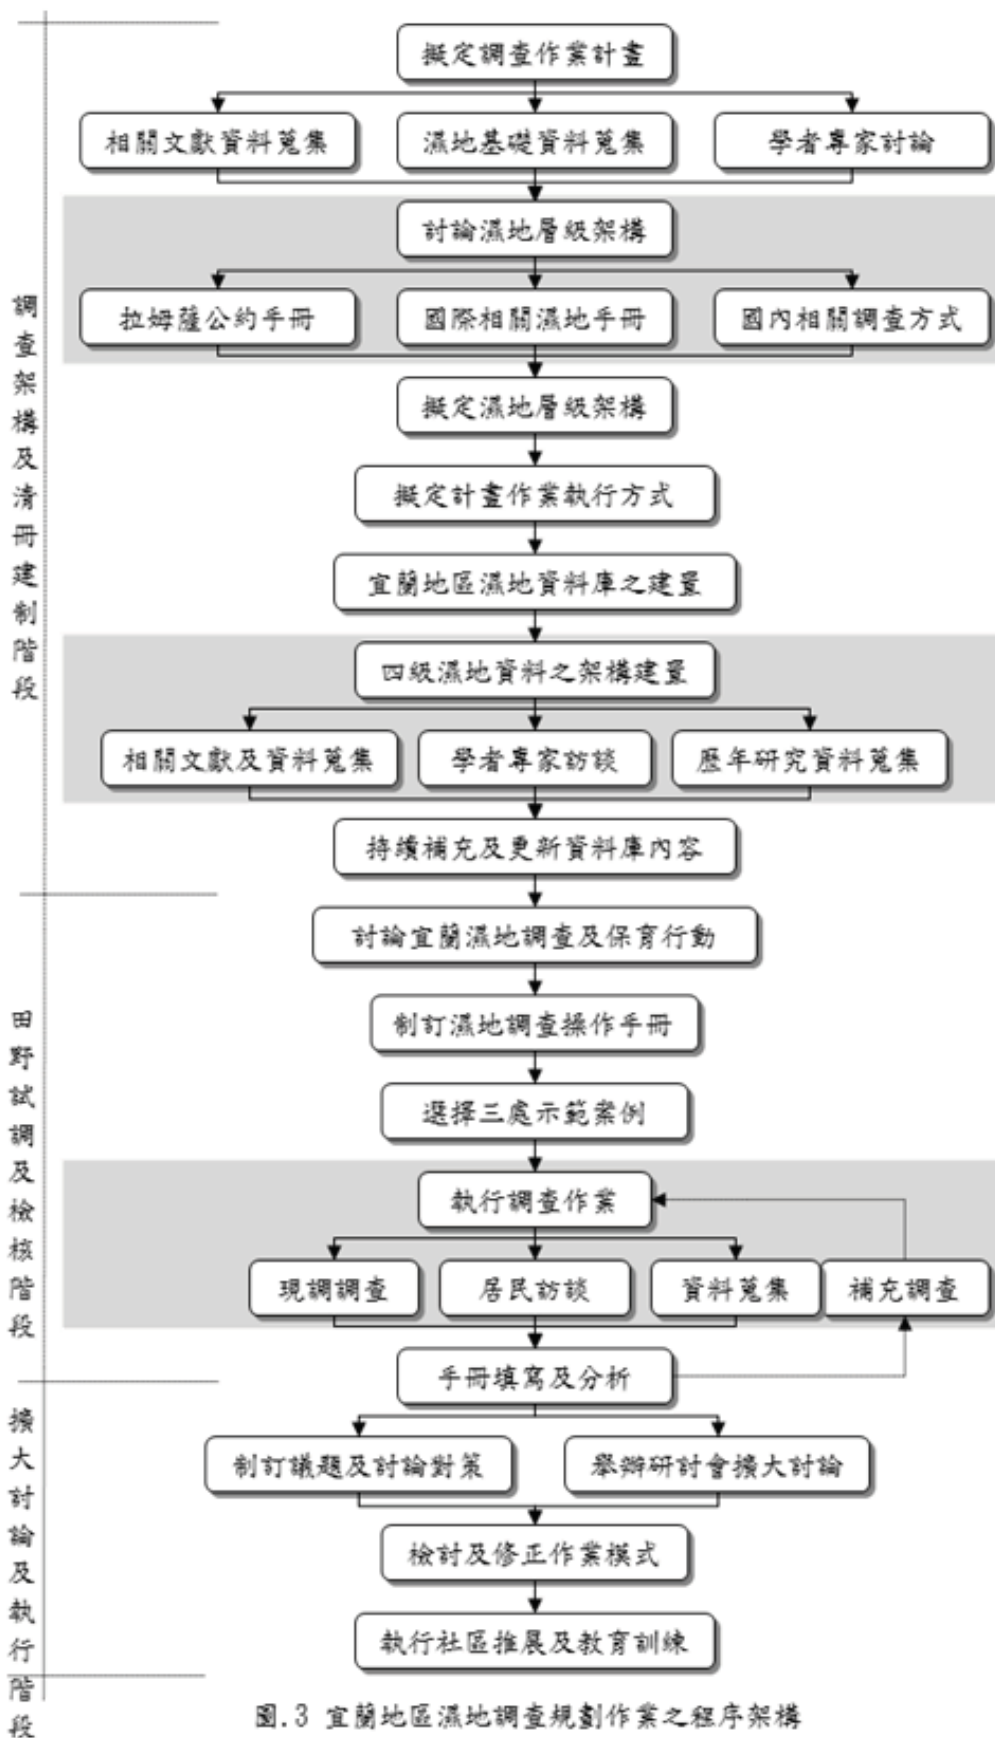 擬定調查作業計畫
相關文獻資料蒐集 濕地基礎資料蒐集 學者專家討論
討論濕地層級架構
拉姆薩公約手冊 國際相關濕地手冊 國內相關調查方式
擬定濕地層級架構
擬定計畫作業執行方式
宜蘭地區濕地資料庫之建置
四級濕地資料之架構建置
相關文獻及資料蒐集 學者專家訪談 歷年研究資料蒐集
持續補充及更新資料庫內容
調查架構及清冊建制階段
討論宜蘭濕地調查及保育行動
制訂濕地調查操作手冊
選擇三處示範案例
執行調查作業
現調調查 居民訪談 資料蒐集 補充調查
田野試調及檢核階段
手冊填寫及分析
制訂議題及討論對策 舉辦研討會擴大討論
檢討及修正作業模式
執行社區推展及教育訓練
擴大討論及執行階段
圖.3 宜蘭地區濕地調查規劃作業之程序架構